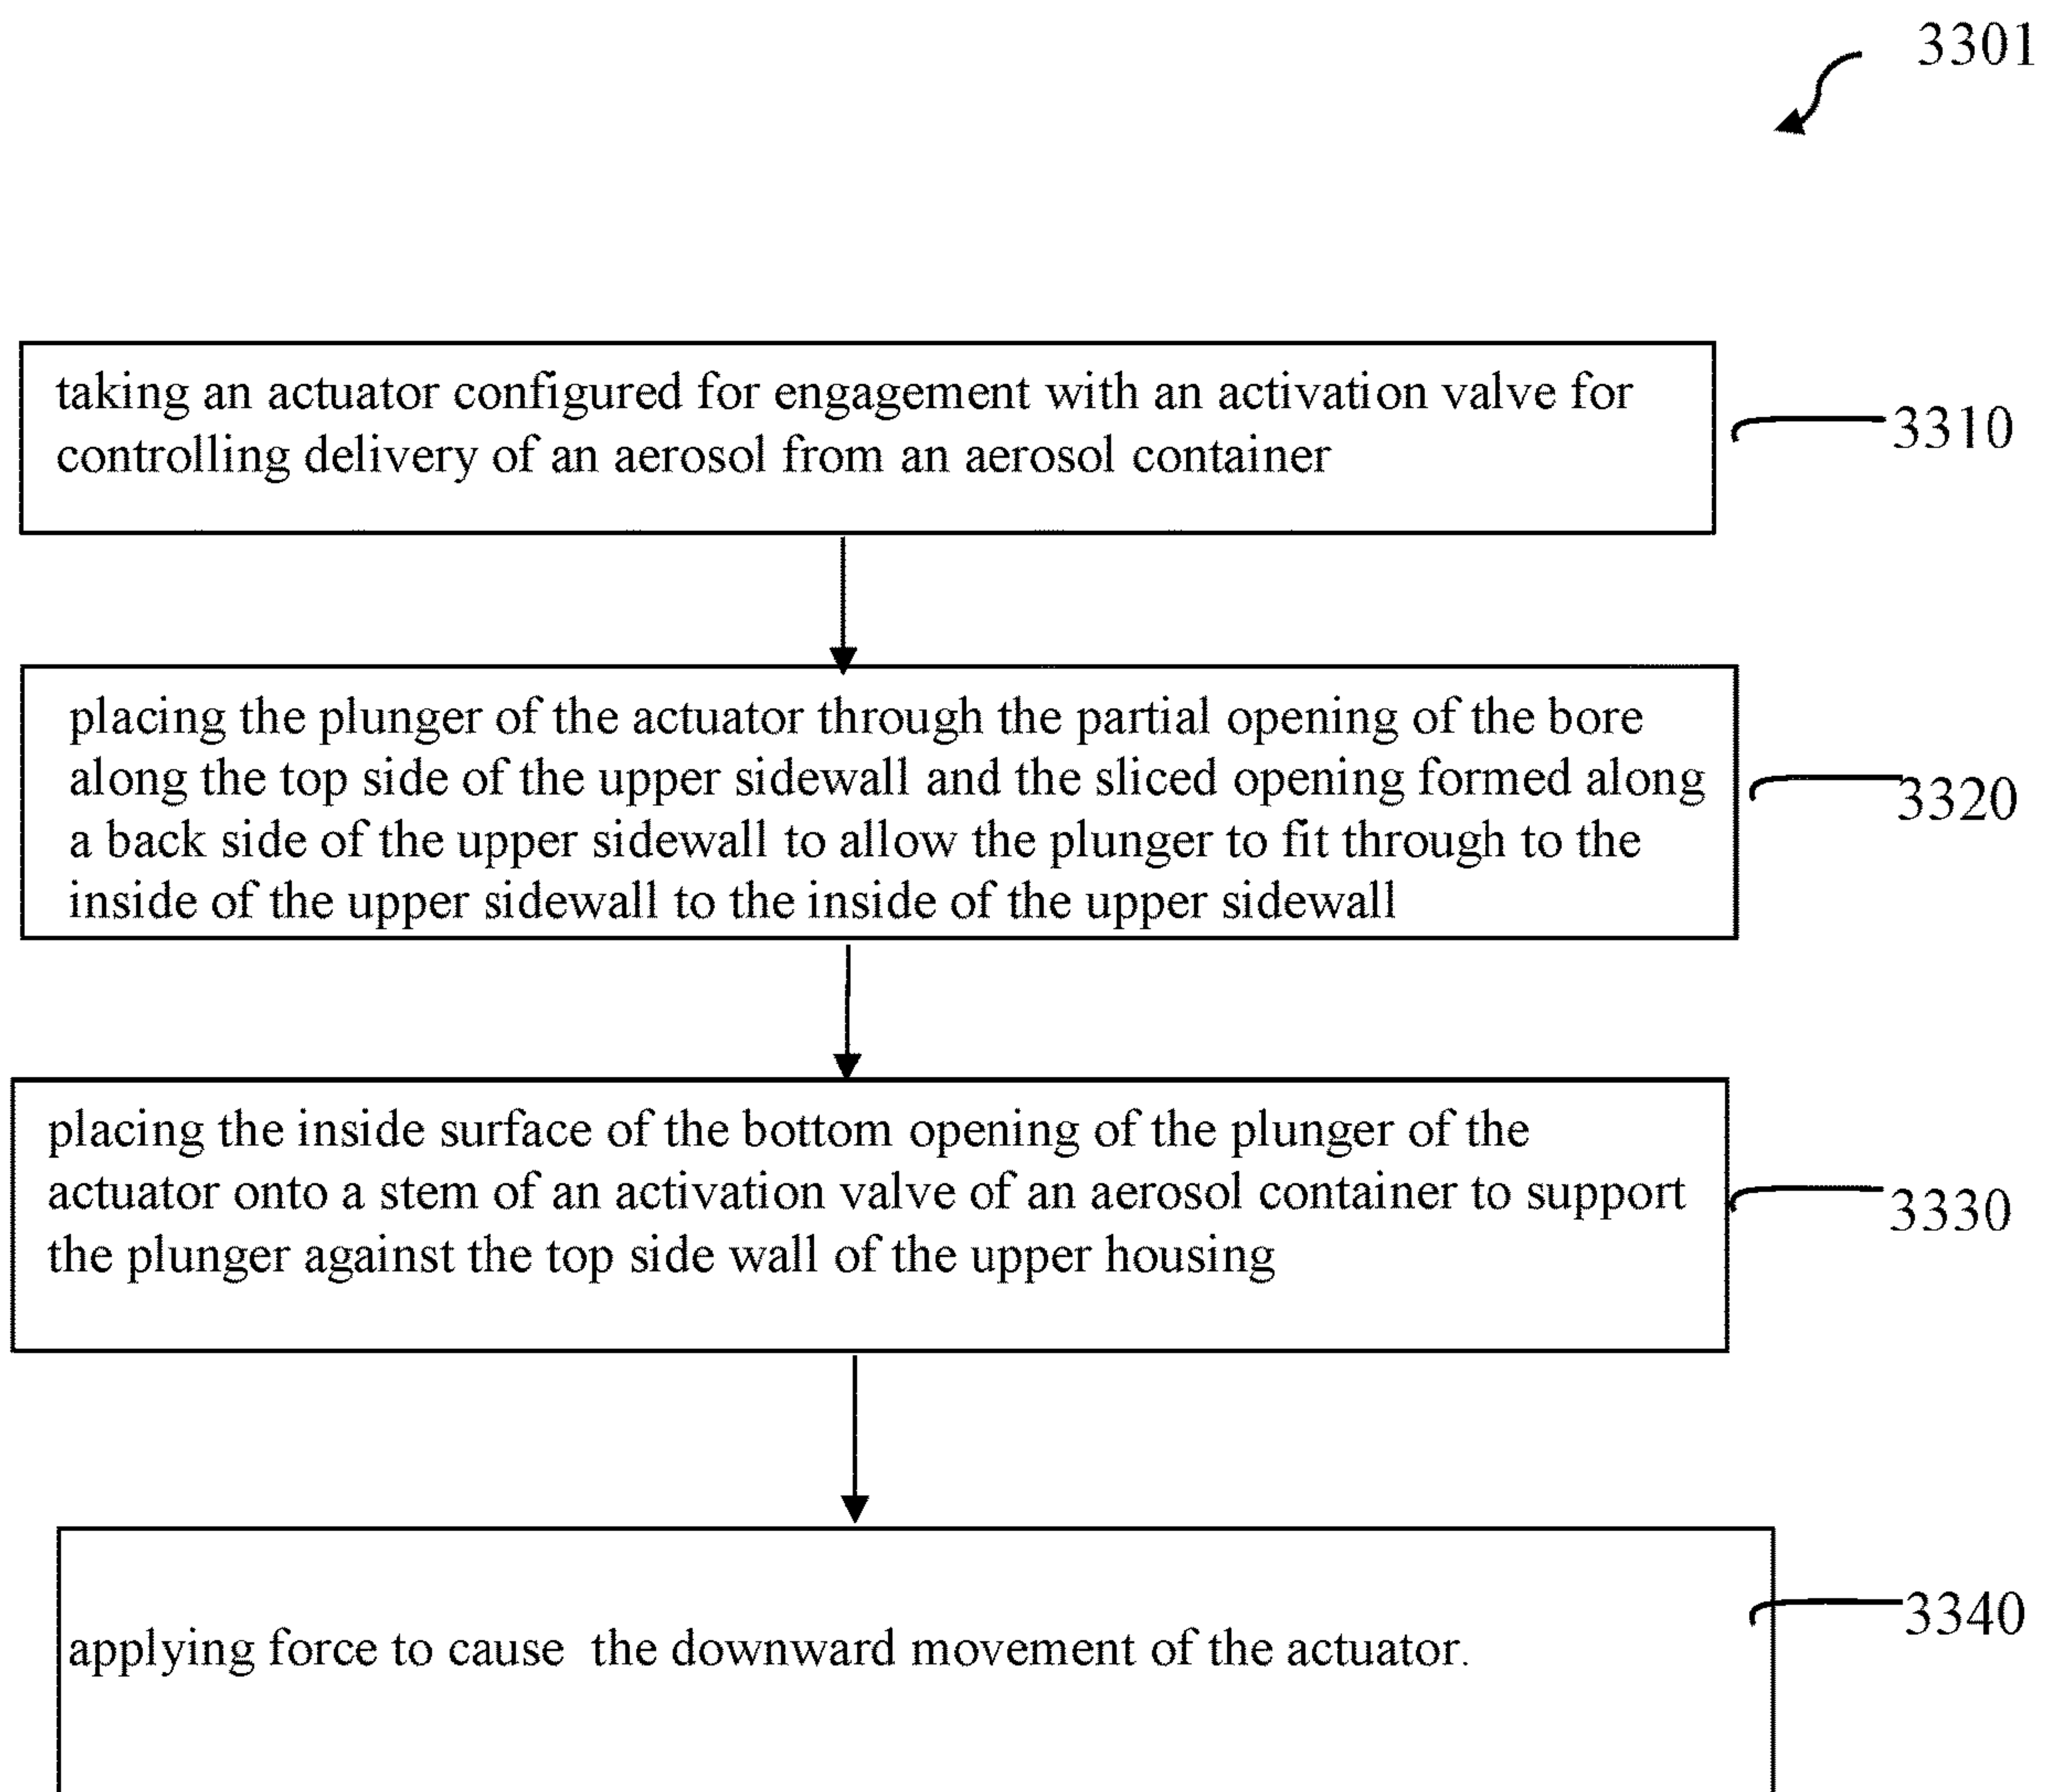 3301
taking an actuator configured for engagement with an activation valve for
controlling delivery of an aerosol from an aerosol container
3310
placing the plunger of the actuator through the partial opening of the bore
along the top side of the upper sidewall and the sliced opening formed along
a back side of the upper sidewall to allow the plunger to fit through to the
inside of the upper sidewall to the inside of the upper sidewall
3320
placing the inside surface of the bottom opening of the plunger of the
actuator onto a stem of an activation valve of an aerosol container to support
the plunger against the top side wall of the upper housing
3330
applying force to cause the downward movement of the actuator.
3340